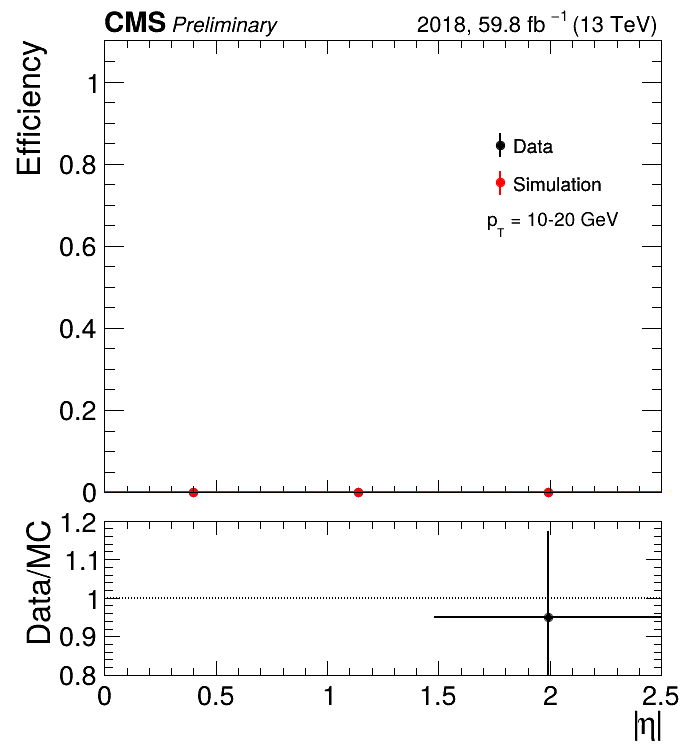 CMS Preliminary 2018, 59.8 fb⁻¹ (13 TeV)
Efficiency
1
0.8
0.6
0.4
0.2
0
Data
Simulation
p_T = 10-20 GeV
Data/MC
1.2
1.1
1
0.9
0.8
0 0.5 1 1.5 2 2.5
|η|